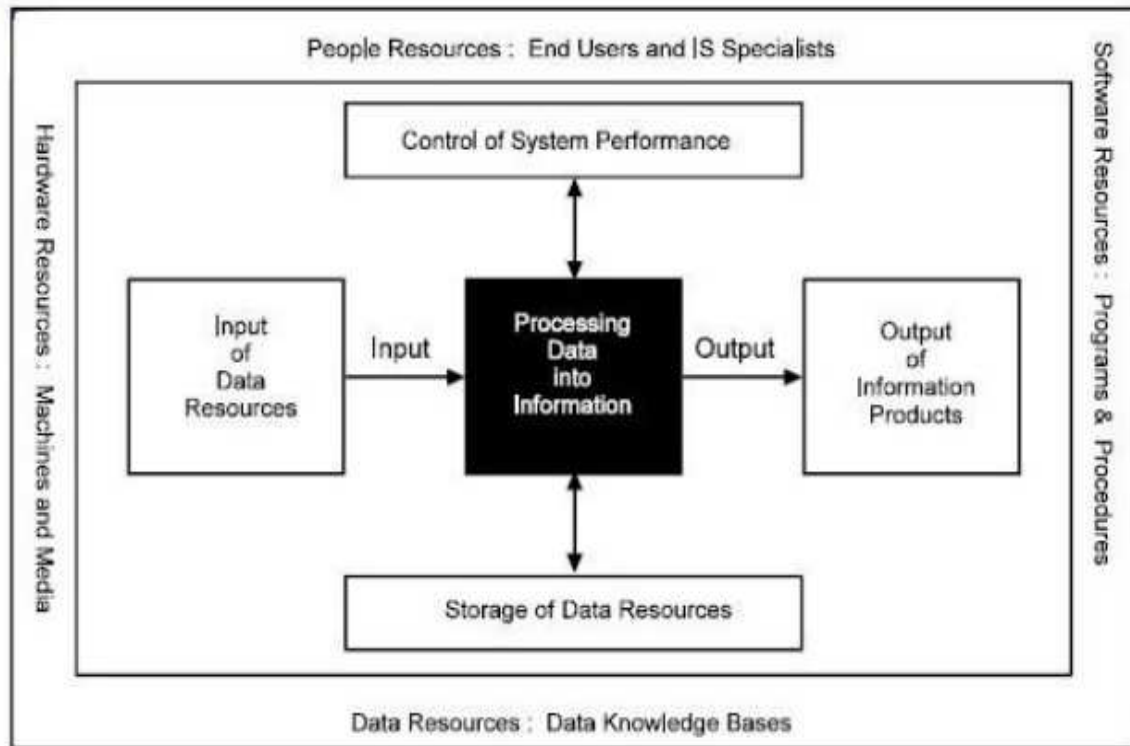 People Resources : End Users and IS Specialists
Software Resources : Programs & Procedures
Hardware Resources : Machines and Media
Control of System Performance
Input
of
Data
Resources
Input
Processing
Data
into
Information
Output
Output
of
Information
Products
Storage of Data Resources
Data Resources : Data Knowledge Bases